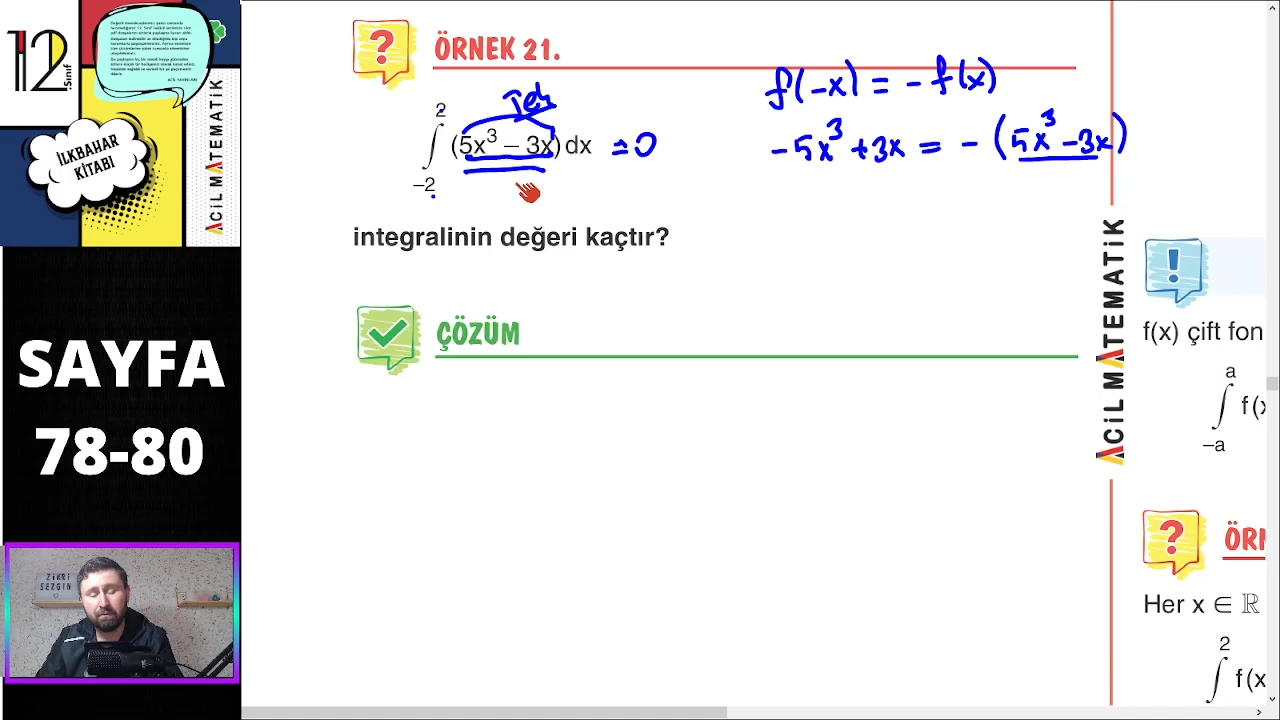 12
.sınıf
ACİL MATEMATİK
İLKBAHAR
KİTABI
SAYFA
78-80
ZİKRİ
SEZGİN
ÖRNEK 21.
2
∫ (5x³ − 3x) dx = 0
−2
Tek
f(-x) = - f(x)
-5x³ + 3x = - (5x³ - 3x)
integralinin değeri kaçtır?
ÇÖZÜM
ACİL MATEMATİK
f(x) çift fon
a
∫ f(x
−a
ÖRN
Her x ∈ ℝ
2
∫ f(x